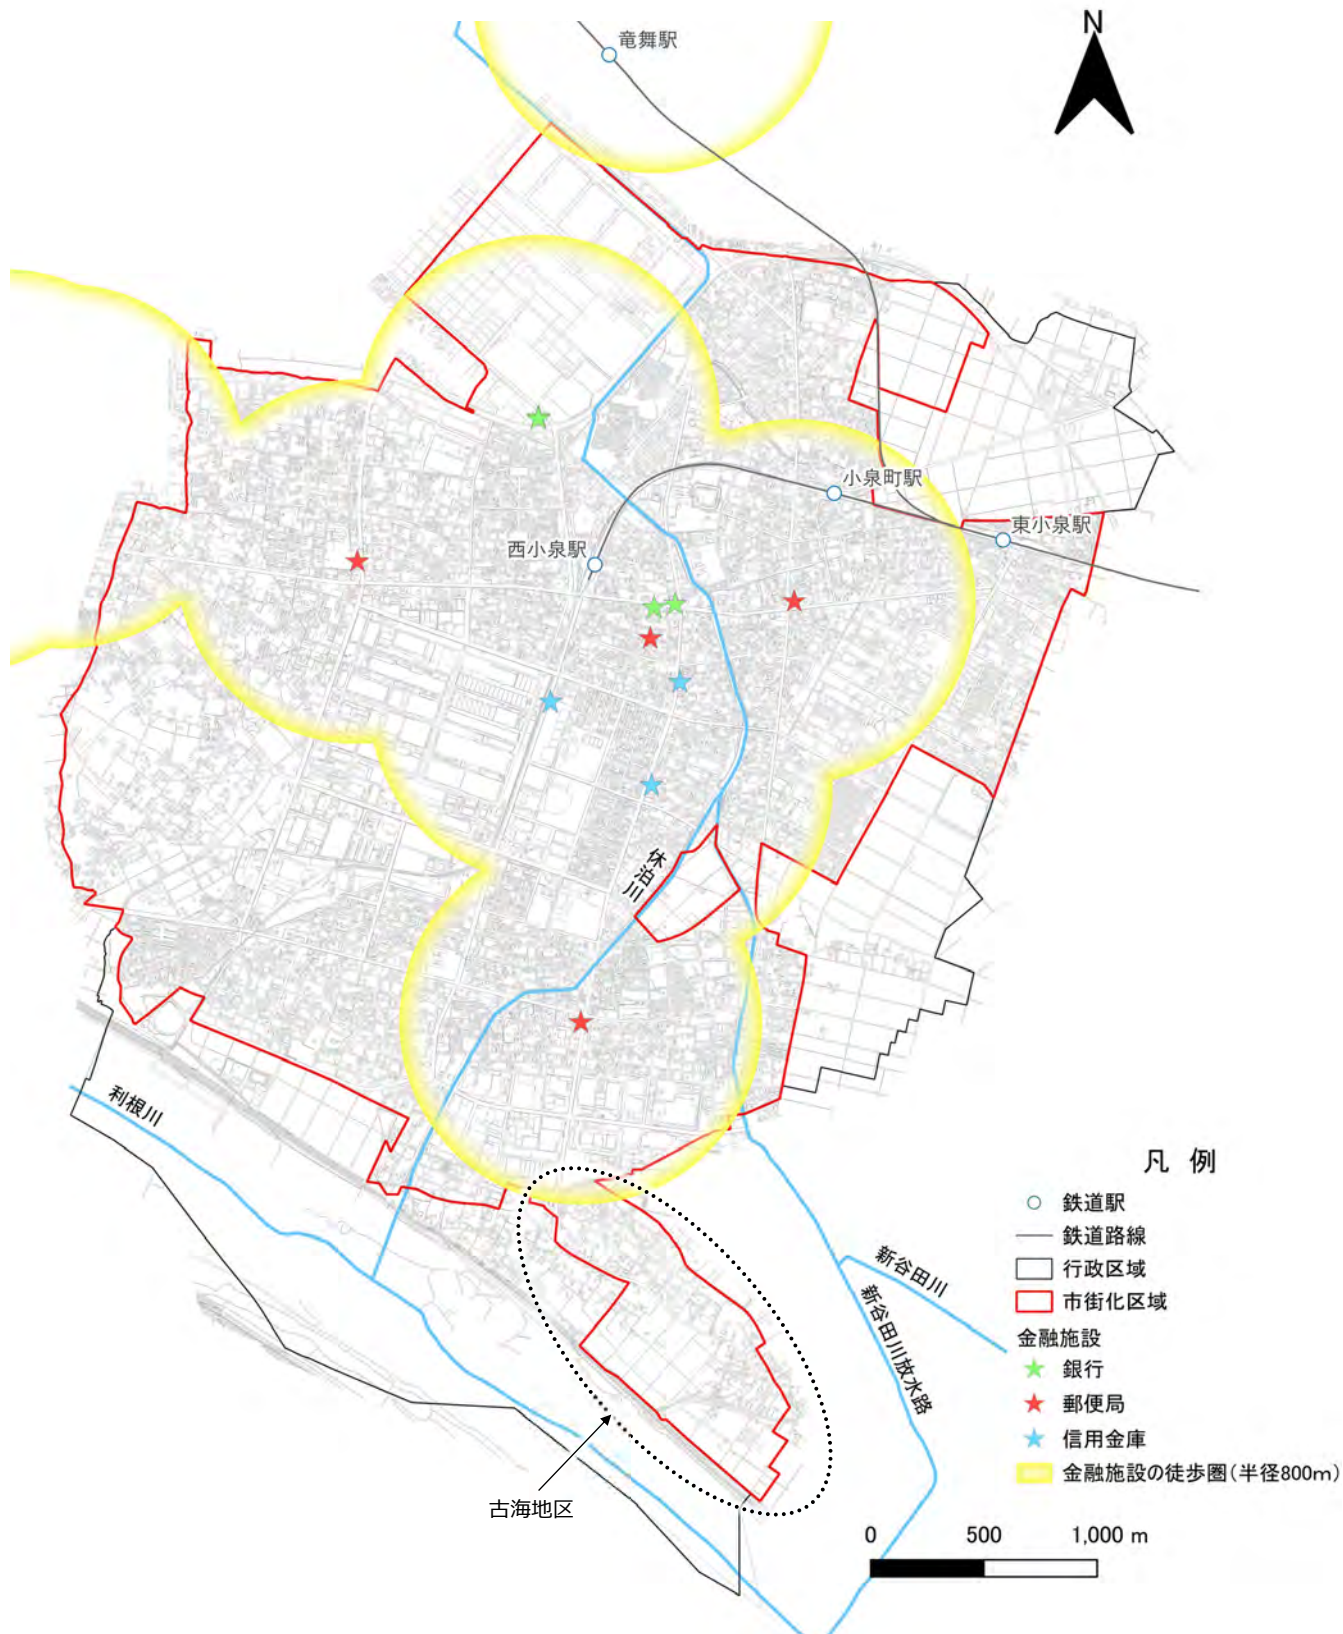 N
竜舞駅
小泉町駅
東小泉駅
西小泉駅
休泊川
利根川
新谷田川
新谷田川放水路
古海地区
凡 例
鉄道駅
鉄道路線
行政区域
市街化区域
金融施設
銀行
郵便局
信用金庫
金融施設の徒歩圏(半径800m)
0 500 1,000 m